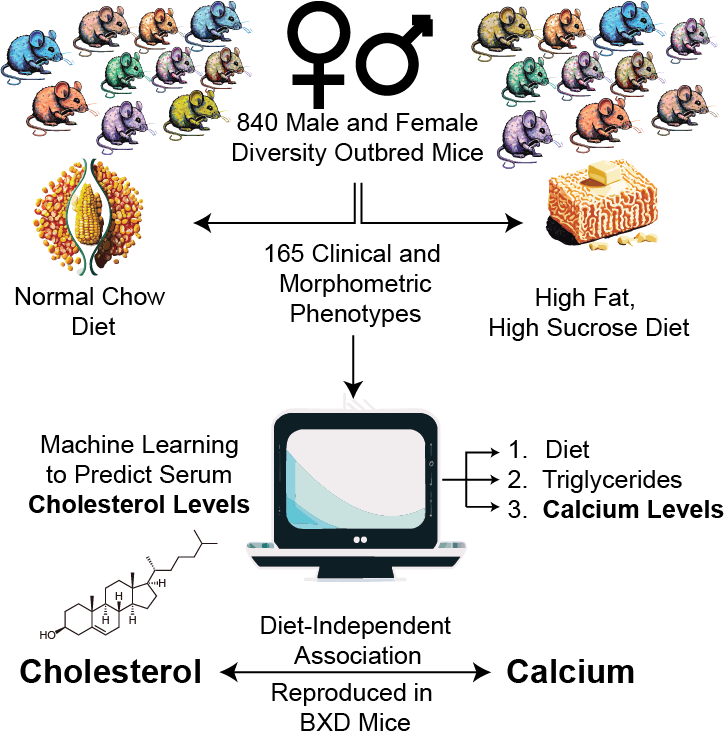 840 Male and Female
Diversity Outbred Mice
Normal Chow
Diet
165 Clinical and
Morphometric
Phenotypes
High Fat,
High Sucrose Diet
Machine Learning
to Predict Serum
Cholesterol Levels
1. Diet
2. Triglycerides
3. Calcium Levels
H
H
H
H
HO
Cholesterol
Diet-Independent
Association
Reproduced in
BXD Mice
Calcium